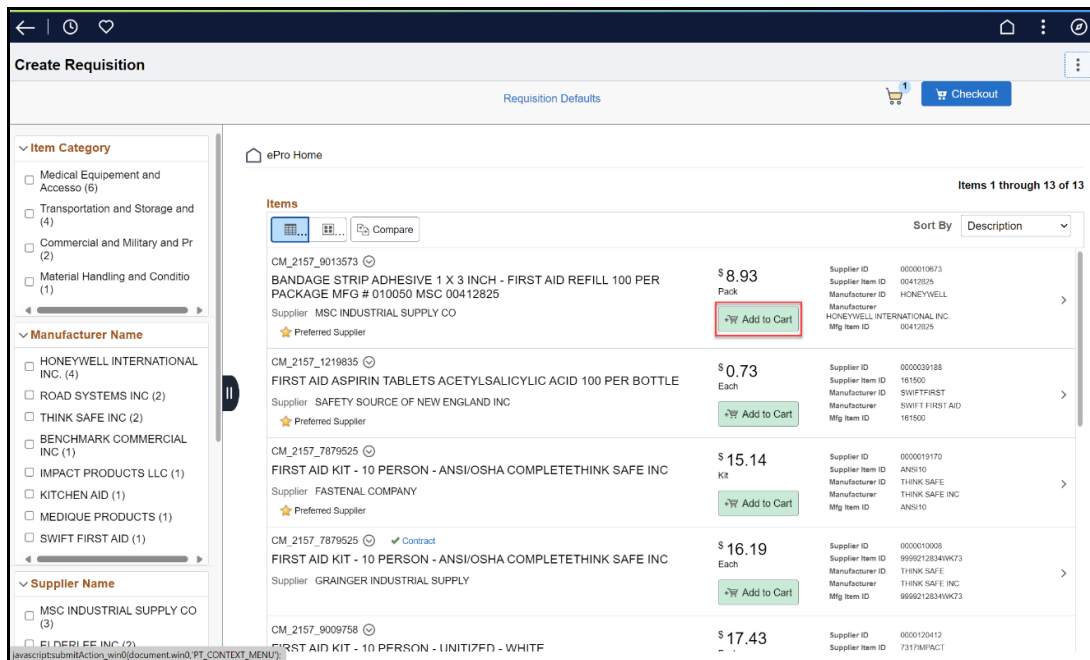 Create Requisition
Requisition Defaults
1
Checkout
Item Category
Medical Equipement and
Accesso (6)
Transportation and Storage and
(4)
Commercial and Military and Pr
(2)
Material Handling and Conditio
(1)
Manufacturer Name
HONEYWELL INTERNATIONAL
INC. (4)
ROAD SYSTEMS INC (2)
THINK SAFE INC (2)
BENCHMARK COMMERCIAL
INC (1)
IMPACT PRODUCTS LLC (1)
KITCHEN AID (1)
MEDIQUE PRODUCTS (1)
SWIFT FIRST AID (1)
Supplier Name
MSC INDUSTRIAL SUPPLY CO
(3)
ELDERLEE INC (2)
javascript:submitAction_win0(document.win0,'PT_CONTEXT_MENU');
ePro Home
Items 1 through 13 of 13
Items
... ... Compare
Sort By Description
CM_2157_9013573
BANDAGE STRIP ADHESIVE 1 X 3 INCH - FIRST AID REFILL 100 PER
PACKAGE MFG # 010050 MSC 00412825
Supplier MSC INDUSTRIAL SUPPLY CO
Preferred Supplier
$ 8.93
Pack
Add to Cart
Supplier ID 0000010673
Supplier Item ID 00412825
Manufacturer ID HONEYWELL
Manufacturer
HONEYWELL INTERNATIONAL INC.
Mfg Item ID 00412825
CM_2157_1219835
FIRST AID ASPIRIN TABLETS ACETYLSALICYLIC ACID 100 PER BOTTLE
Supplier SAFETY SOURCE OF NEW ENGLAND INC
Preferred Supplier
$ 0.73
Each
Add to Cart
Supplier ID 0000039188
Supplier Item ID 161500
Manufacturer ID SWIFTFIRST
Manufacturer SWIFT FIRST AID
Mfg Item ID 161500
CM_2157_7879525
FIRST AID KIT - 10 PERSON - ANSI/OSHA COMPLETETHINK SAFE INC
Supplier FASTENAL COMPANY
Preferred Supplier
$ 15.14
Kit
Add to Cart
Supplier ID 0000019170
Supplier Item ID ANSI10
Manufacturer ID THINK SAFE
Manufacturer THINK SAFE INC
Mfg Item ID ANSI10
CM_2157_7879525 Contract
FIRST AID KIT - 10 PERSON - ANSI/OSHA COMPLETETHINK SAFE INC
Supplier GRAINGER INDUSTRIAL SUPPLY
$ 16.19
Each
Add to Cart
Supplier ID 0000010008
Supplier Item ID 9999212834WK73
Manufacturer ID THINK SAFE
Manufacturer THINK SAFE INC
Mfg Item ID 9999212834WK73
CM_2157_9009758
FIRST AID KIT - 10 PERSON - UNITIZED - WHITE
$ 17.43
Supplier ID 0000120412
Supplier Item ID 7317IMPACT